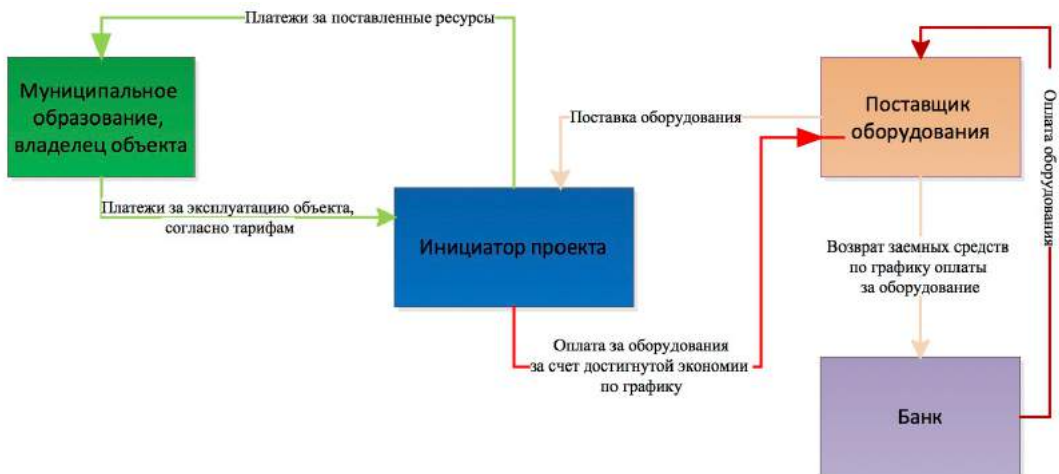 Платежи за поставленные ресурсы
Муниципальное
образование,
владелец объекта
Поставщик
оборудования
Оплата оборудования
Поставка оборудования
Платежи за эксплуатацию объекта,
согласно тарифам
Инициатор проекта
Возврат заемных средств
по графику оплаты
за оборудование
Оплата за оборудования
за счет достигнутой экономии
по графику
Банк